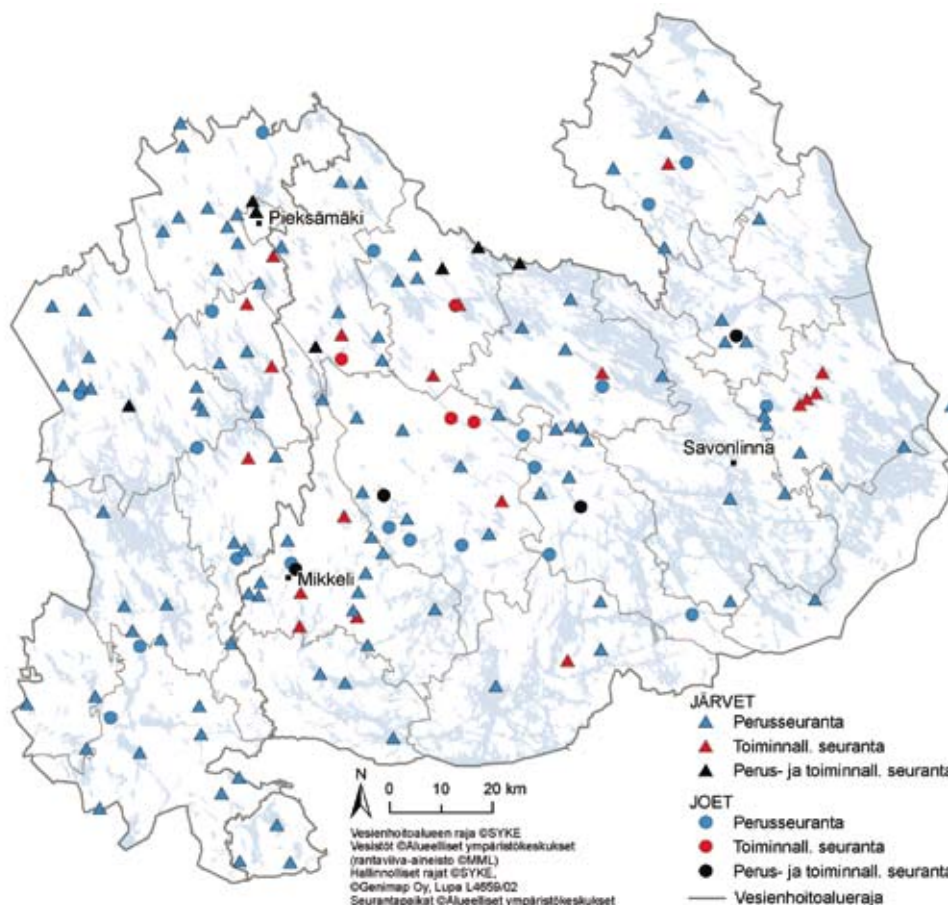 Pieksämäki
Savonlinna
Mikkeli
JÄRVET
Perusseuranta
Toiminnall. seuranta
Perus- ja toiminnall. seuranta
JOET
Perusseuranta
Toiminnall. seuranta
Perus- ja toiminnall. seuranta
Vesienhoitoalueraja
N
0 10 20 km
Vesienhoitoalueen raja ©SYKE
Vesistöt ©Alueelliset ympäristökeskukset
(rantaviiva-aineisto ©MML)
Hallinnolliset rajat ©SYKE,
©Genimap Oy, Lupa L4659/02
Seurantapaikat ©Alueelliset ympäristökeskukset